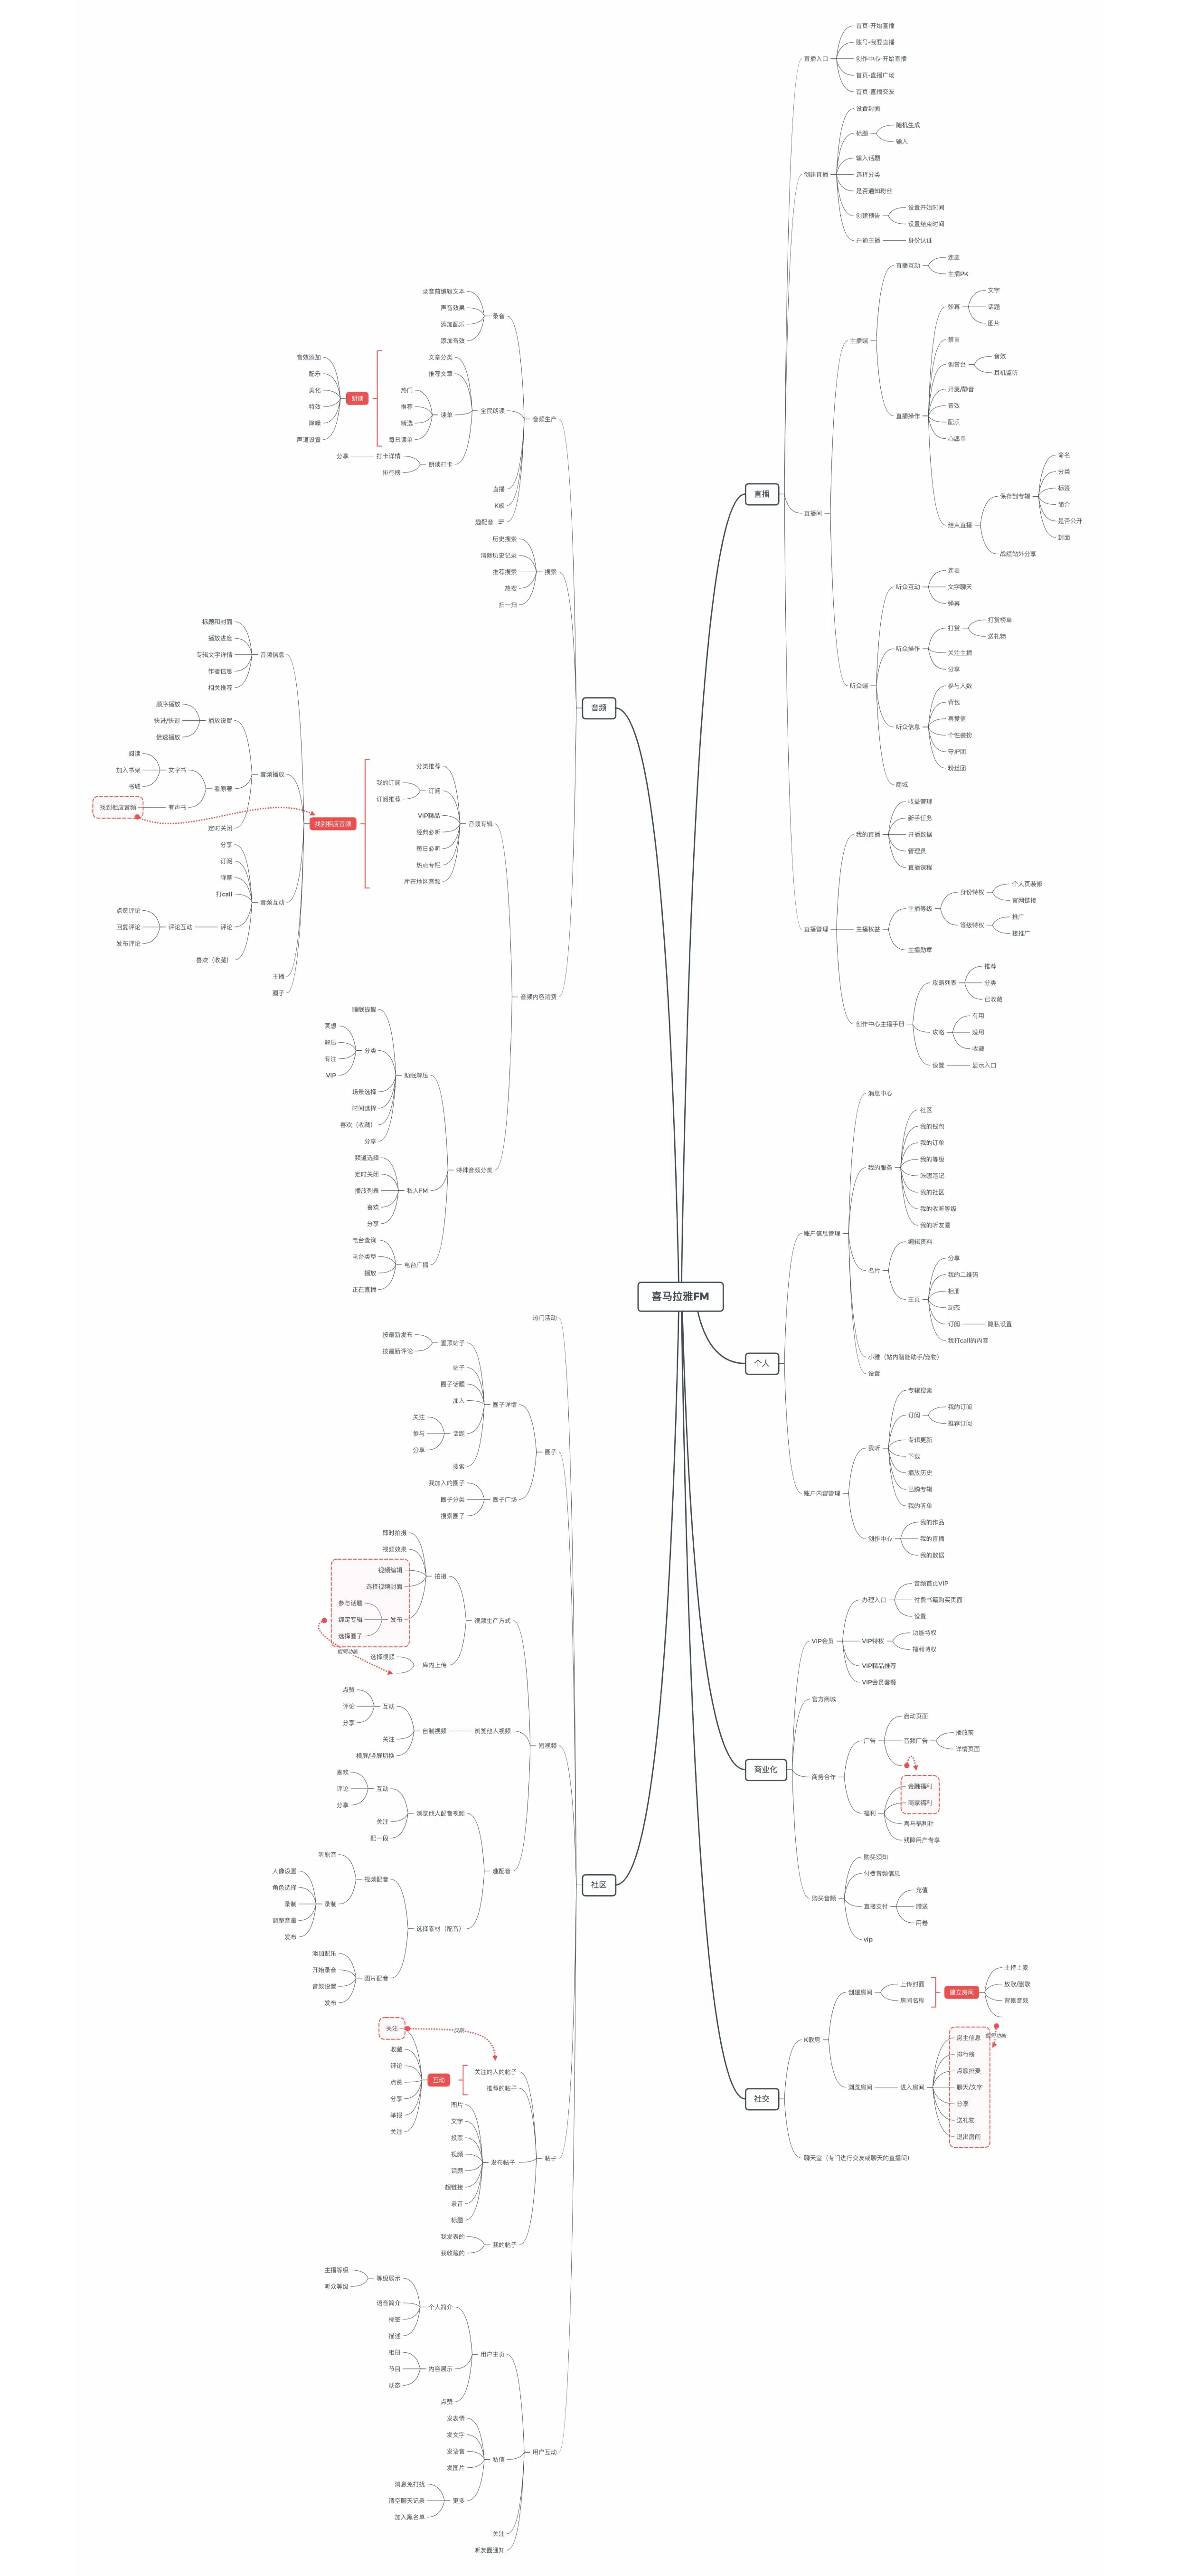 喜马拉雅FM
直播
直播入口
首页-开始直播
账号-我要直播
创作中心-开始直播
首页-直播广场
首页-直播交友
创建直播
设置封面
标题
随机生成
输入
输入话题
选择分类
是否通知粉丝
创建预告
设置开始时间
设置结束时间
开通主播
身份认证
直播间
主播端
直播互动
连麦
主播PK
直播操作
弹幕
文字
话题
图片
禁言
调音台
音效
耳机监听
开麦/静音
音效
配乐
心愿单
结束直播
保存到专辑
命名
分类
标签
简介
是否公开
封面
战绩站外分享
听众端
听众互动
连麦
文字聊天
弹幕
听众操作
打赏
打赏榜单
送礼物
关注主播
分享
听众信息
参与人数
背包
喜爱值
个性装扮
守护团
粉丝团
商城
直播管理
我的直播
收益管理
新手任务
开播数据
管理员
直播课程
主播权益
主播等级
身份特权
个人页装修
官网链接
等级特权
推广
接推广
主播勋章
创作中心主播手册
攻略列表
推荐
分类
已收藏
攻略
有用
没用
收藏
设置
显示入口
个人
账户信息管理
消息中心
我的服务
社区
我的钱包
我的订单
我的等级
咔嚓笔记
我的社区
我的收听等级
我的听友圈
名片
编辑资料
主页
分享
我的二维码
相册
动态
订阅
隐私设置
我打call的内容
小雅（站内智能助手/宠物）
设置
账户内容管理
我听
专辑搜索
订阅
我的订阅
推荐订阅
专辑更新
下载
播放历史
已购专辑
我的听单
创作中心
我的作品
我的直播
我的数据
商业化
VIP会员
办理入口
音频首页VIP
付费书籍购买页面
设置
VIP特权
功能特权
福利特权
VIP精品推荐
VIP会员套餐
官方商城
商务合作
广告
启动页面
音频广告
播放前
详情页面
福利
金融福利
商家福利
喜马福利社
残障用户专享
购买音频
购买须知
付费音频信息
直接支付
充值
赠送
用卷
vip
社交
K歌房
创建房间
上传封面
房间名称
建立房间
主持上麦
放歌/删歌
背景音效
相同功能
浏览房间
进入房间
房主信息
排行榜
点歌排麦
聊天/文字
分享
送礼物
退出房间
聊天室（专门进行交友或聊天的直播间）
音频
音频生产
录音
录音前编辑文本
声音效果
添加配乐
添加音效
全民朗读
文章分类
推荐文章
读单
热门
推荐
精选
每日读单
朗读
音效添加
配乐
美化
特效
降噪
声道设置
朗读打卡
打卡详情
分享
排行榜
直播
K歌
趣配音
搜索
历史搜索
清除历史记录
推荐搜索
热搜
扫一扫
音频内容消费
音频专辑
分类推荐
订阅
我的订阅
订阅推荐
VIP精品
经典必听
每日必听
热点专栏
所在地区音频
找到相应音频
音频信息
标题和封面
播放进度
专辑文字详情
作者信息
相关推荐
音频播放
播放设置
顺序播放
快进/快退
倍速播放
看原著
文字书
阅读
加入书架
书城
有声书
找到相应音频
定时关闭
音频互动
分享
订阅
弹幕
打call
评论
评论互动
点赞评论
回复评论
发布评论
喜欢（收藏）
主播
圈子
特殊音频分类
助眠解压
睡眠提醒
分类
冥想
解压
专注
VIP
场景选择
时间选择
喜欢（收藏）
分享
私人FM
频道选择
定时关闭
播放列表
喜欢
分享
电台广播
电台查询
电台类型
播放
正在直播
社区
热门活动
圈子
圈子详情
置顶帖子
按最新发布
按最新评论
帖子
圈子话题
加入
话题
关注
参与
分享
搜索
圈子广场
我加入的圈子
圈子分类
搜索圈子
短视频
视频生产方式
拍摄
即时拍摄
视频效果
视频编辑
选择视频封面
发布
参与话题
绑定专辑
选择圈子
相同功能
库内上传
选择视频
浏览他人视频
自制视频
互动
点赞
评论
分享
关注
横屏/竖屏切换
趣配音
浏览他人配音视频
互动
喜欢
评论
分享
关注
配一段
选择素材（配音）
视频配音
听原音
录制
人像设置
角色选择
录制
调整音量
发布
图片配音
添加配乐
开始录音
音效设置
发布
帖子
关注的人的帖子
推荐的帖子
互动
关注
收藏
评论
点赞
分享
举报
关注
发布帖子
图片
文字
投票
视频
话题
超链接
录音
标题
我的帖子
我发表的
我收藏的
用户互动
用户主页
个人简介
等级展示
主播等级
听众等级
语音简介
标签
描述
内容展示
相册
节目
动态
点赞
私信
发表情
发文字
发语音
发图片
更多
消息免打扰
清空聊天记录
加入黑名单
关注
听友圈通知